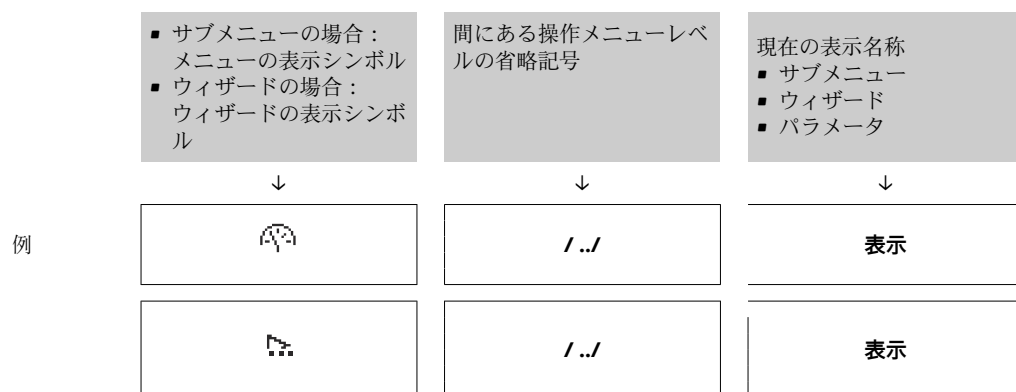 ■ サブメニューの場合：
メニューの表示シンボル
■ ウィザードの場合：
ウィザードの表示シンボ
ル
間にある操作メニューレベ
ルの省略記号
現在の表示名称
■ サブメニュー
■ ウィザード
■ パラメータ
↓ ↓ ↓
例
/ ../
表示
/ ../
表示